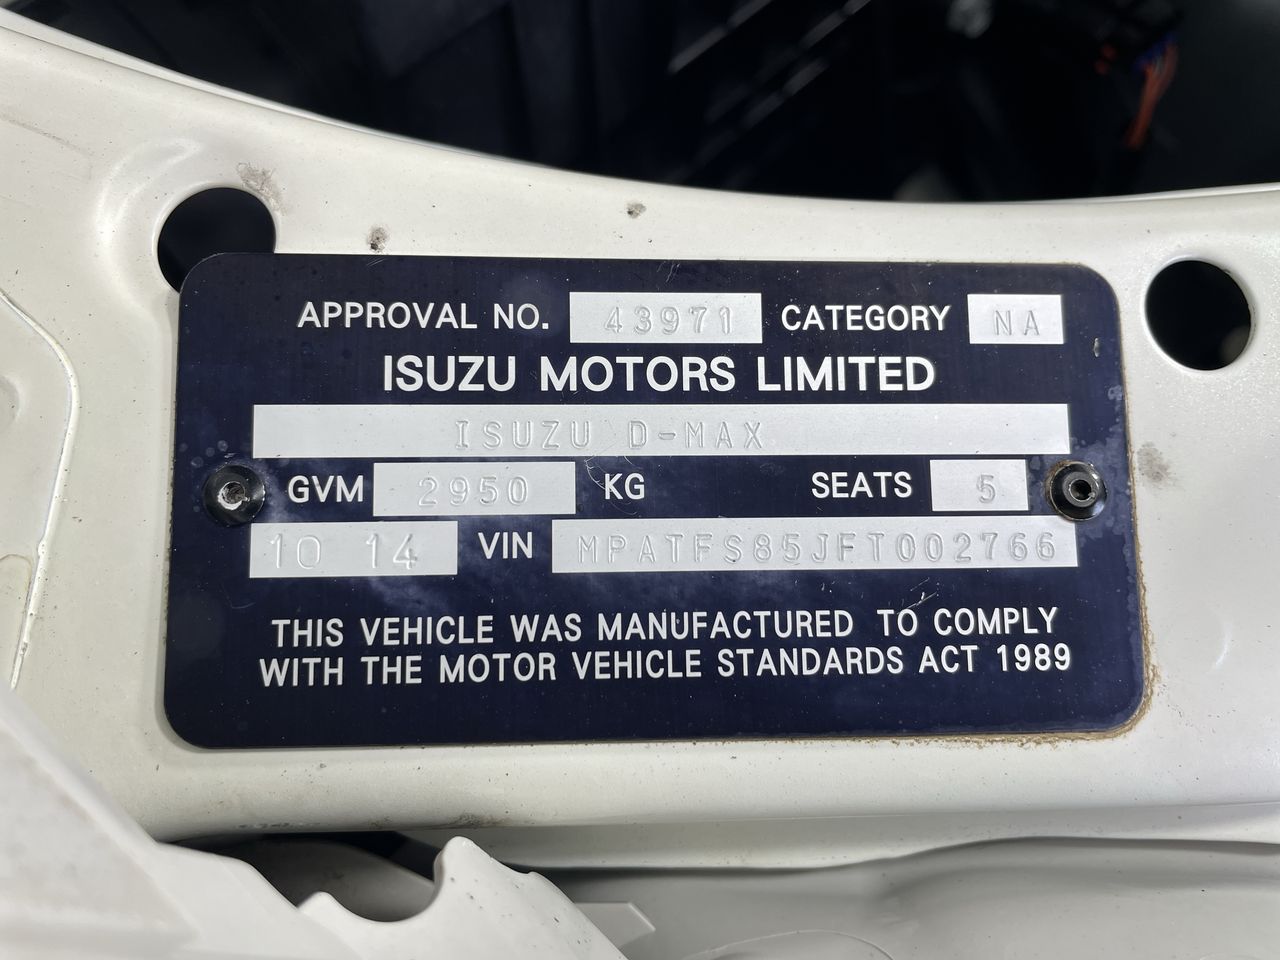 APPROVAL NO. 43971 CATEGORY NA
ISUZU MOTORS LIMITED
ISUZU D-MAX
GVM 2950 KG SEATS 5
10 14 VIN MPATFS85JFT002766
THIS VEHICLE WAS MANUFACTURED TO COMPLY
WITH THE MOTOR VEHICLE STANDARDS ACT 1989